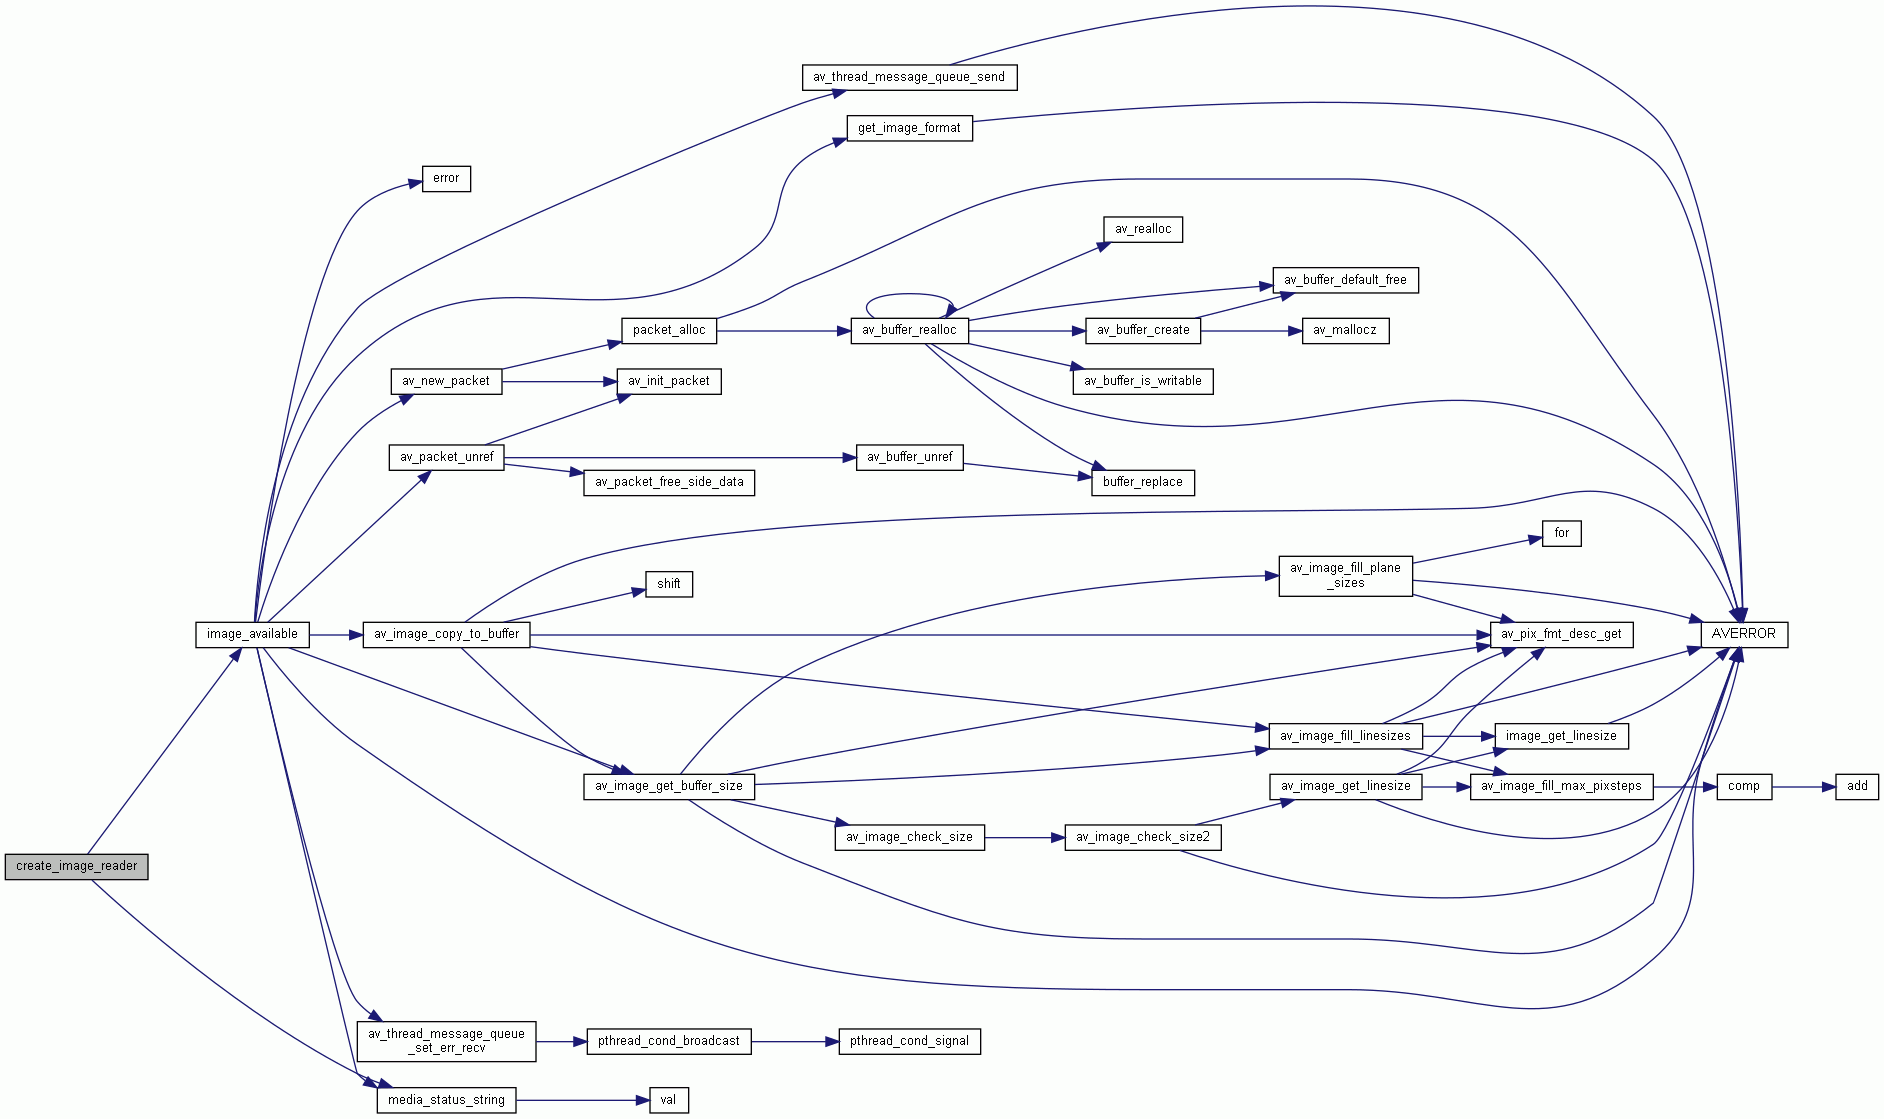 av_thread_message_queue_send
get_image_format
error
av_realloc
av_buffer_default_free
packet_alloc
av_buffer_realloc
av_buffer_create
av_mallocz
av_new_packet
av_init_packet
av_buffer_is_writable
av_packet_unref
av_buffer_unref
av_packet_free_side_data
buffer_replace
for
av_image_fill_plane
_sizes
shift
image_available
av_image_copy_to_buffer
av_pix_fmt_desc_get
AVERROR
av_image_fill_linesizes
image_get_linesize
av_image_get_buffer_size
av_image_get_linesize
av_image_fill_max_pixsteps
comp
add
av_image_check_size
av_image_check_size2
create_image_reader
av_thread_message_queue
_set_err_recv
pthread_cond_broadcast
pthread_cond_signal
media_status_string
val